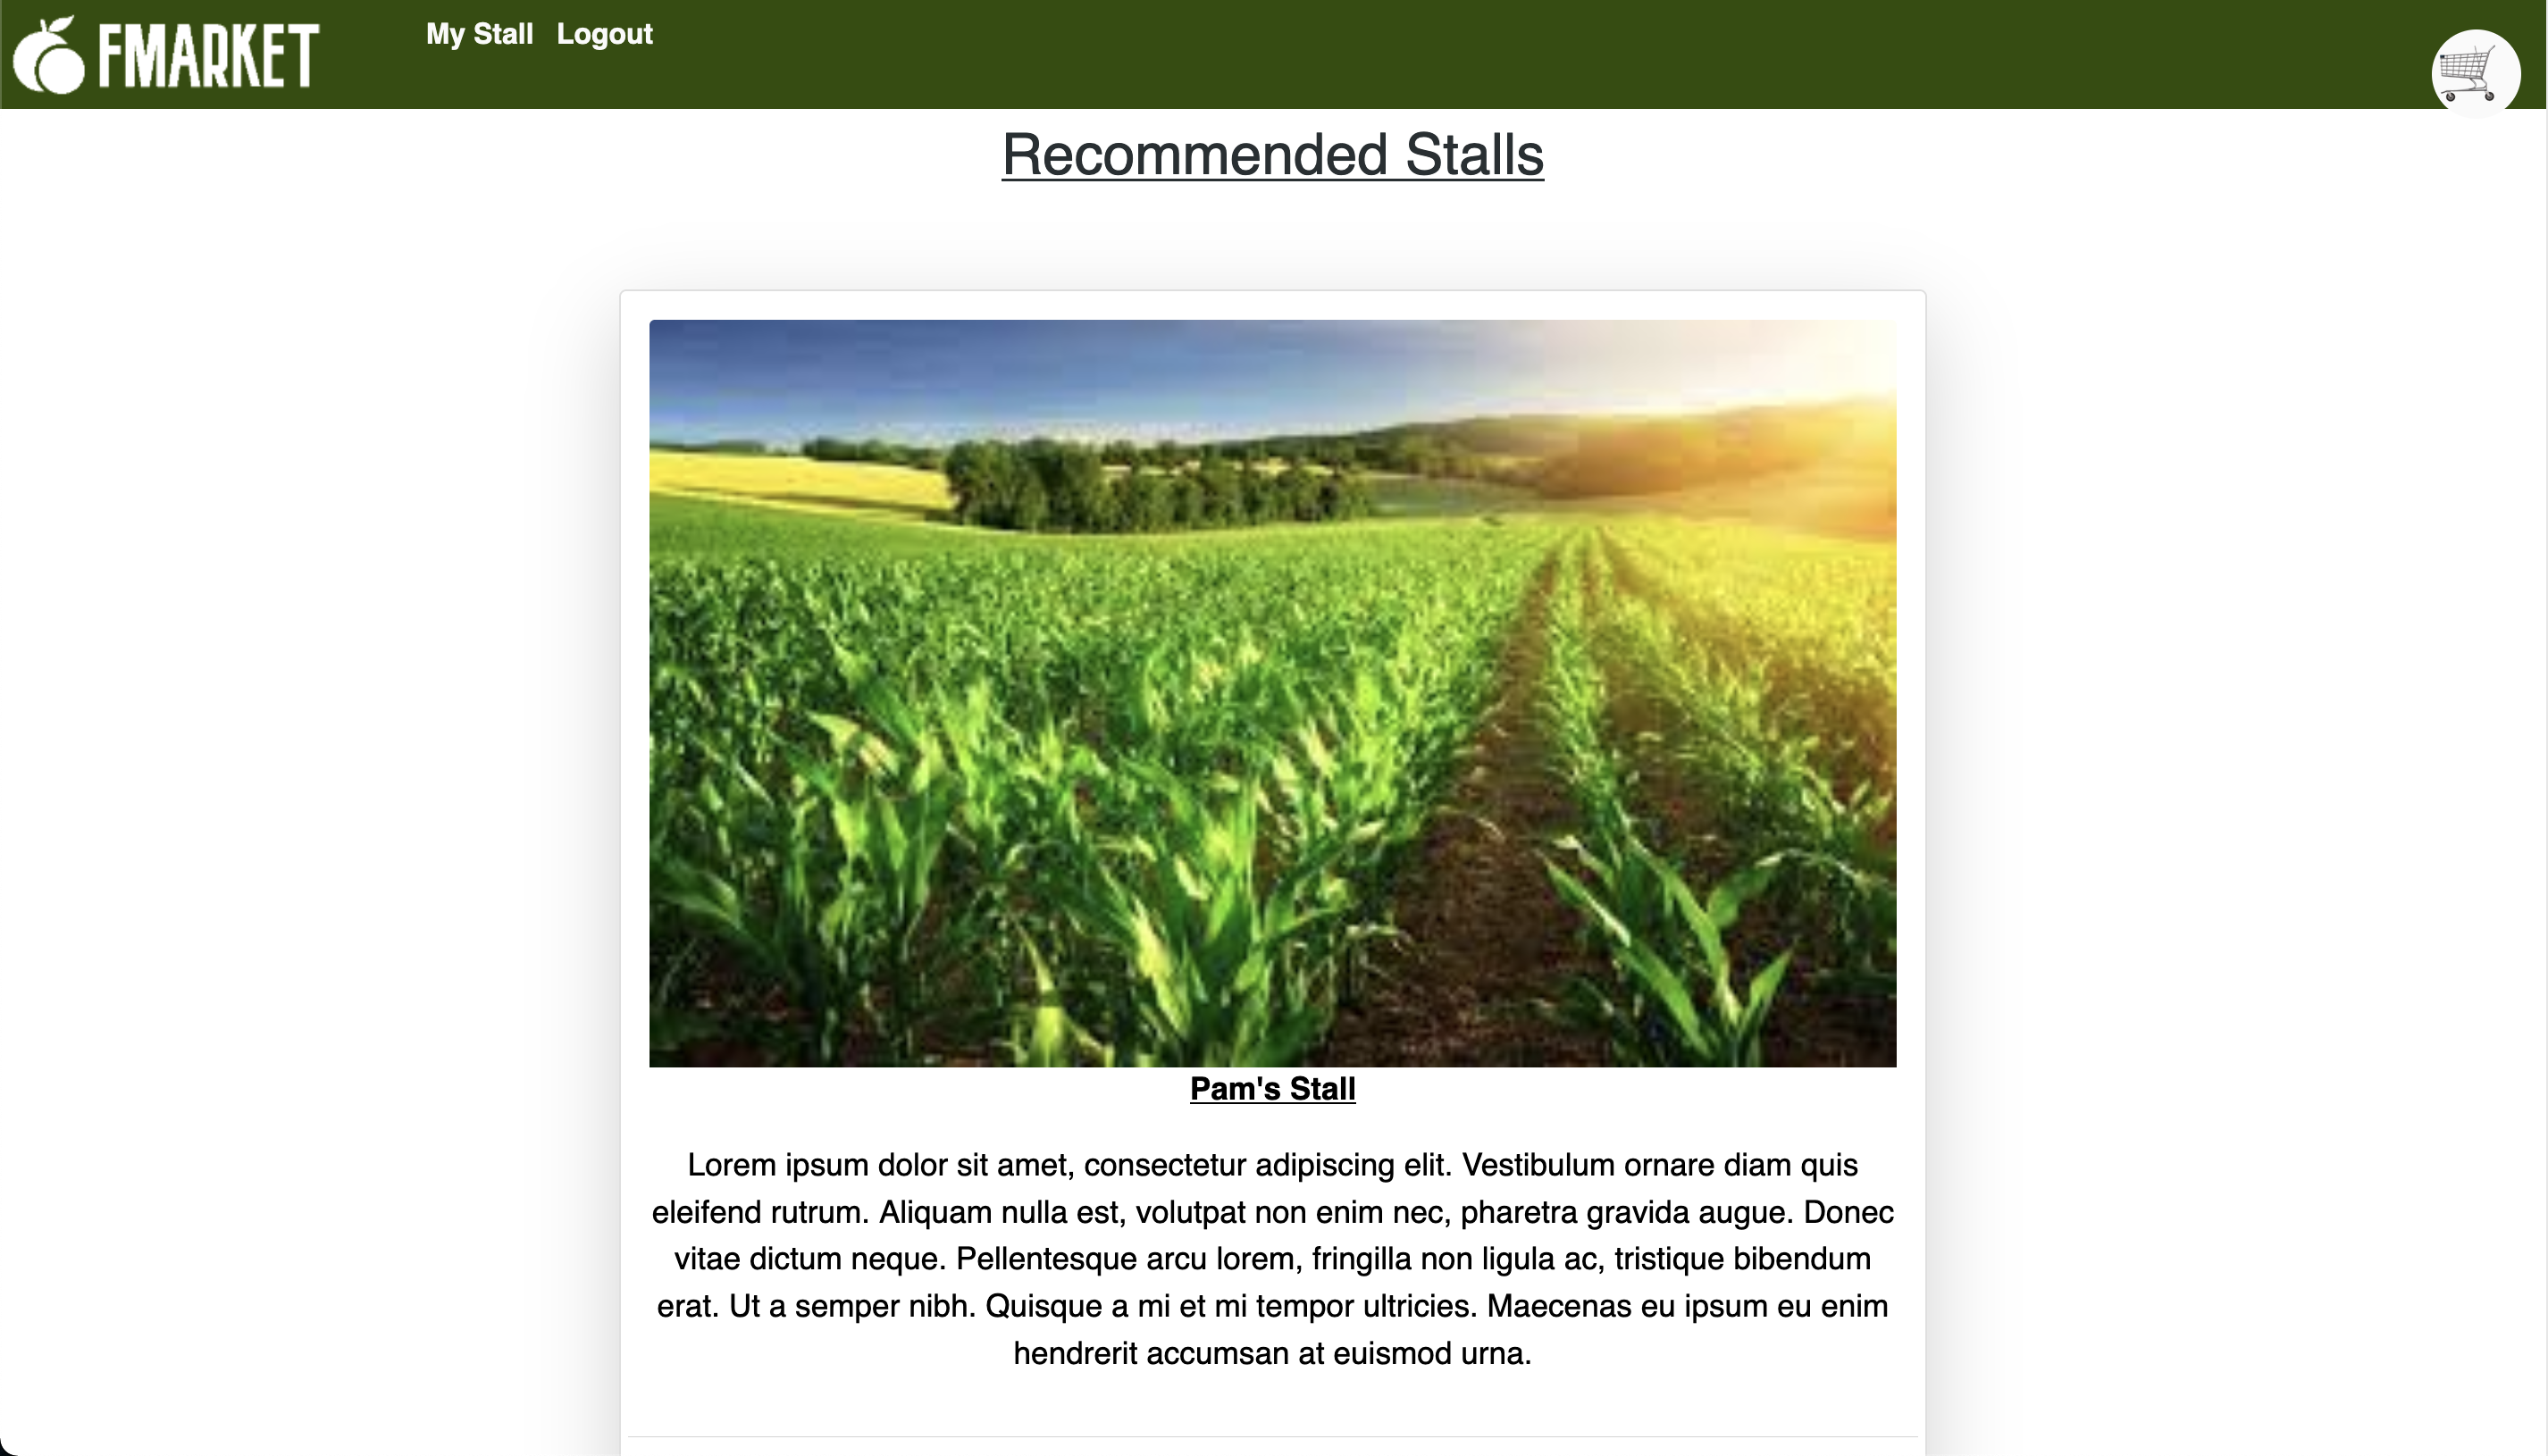 FMARKET
My Stall Logout
Recommended Stalls
Pam's Stall
Lorem ipsum dolor sit amet, consectetur adipiscing elit. Vestibulum ornare diam quis
eleifend rutrum. Aliquam nulla est, volutpat non enim nec, pharetra gravida augue. Donec
vitae dictum neque. Pellentesque arcu lorem, fringilla non ligula ac, tristique bibendum
erat. Ut a semper nibh. Quisque a mi et mi tempor ultricies. Maecenas eu ipsum eu enim
hendrerit accumsan at euismod urna.